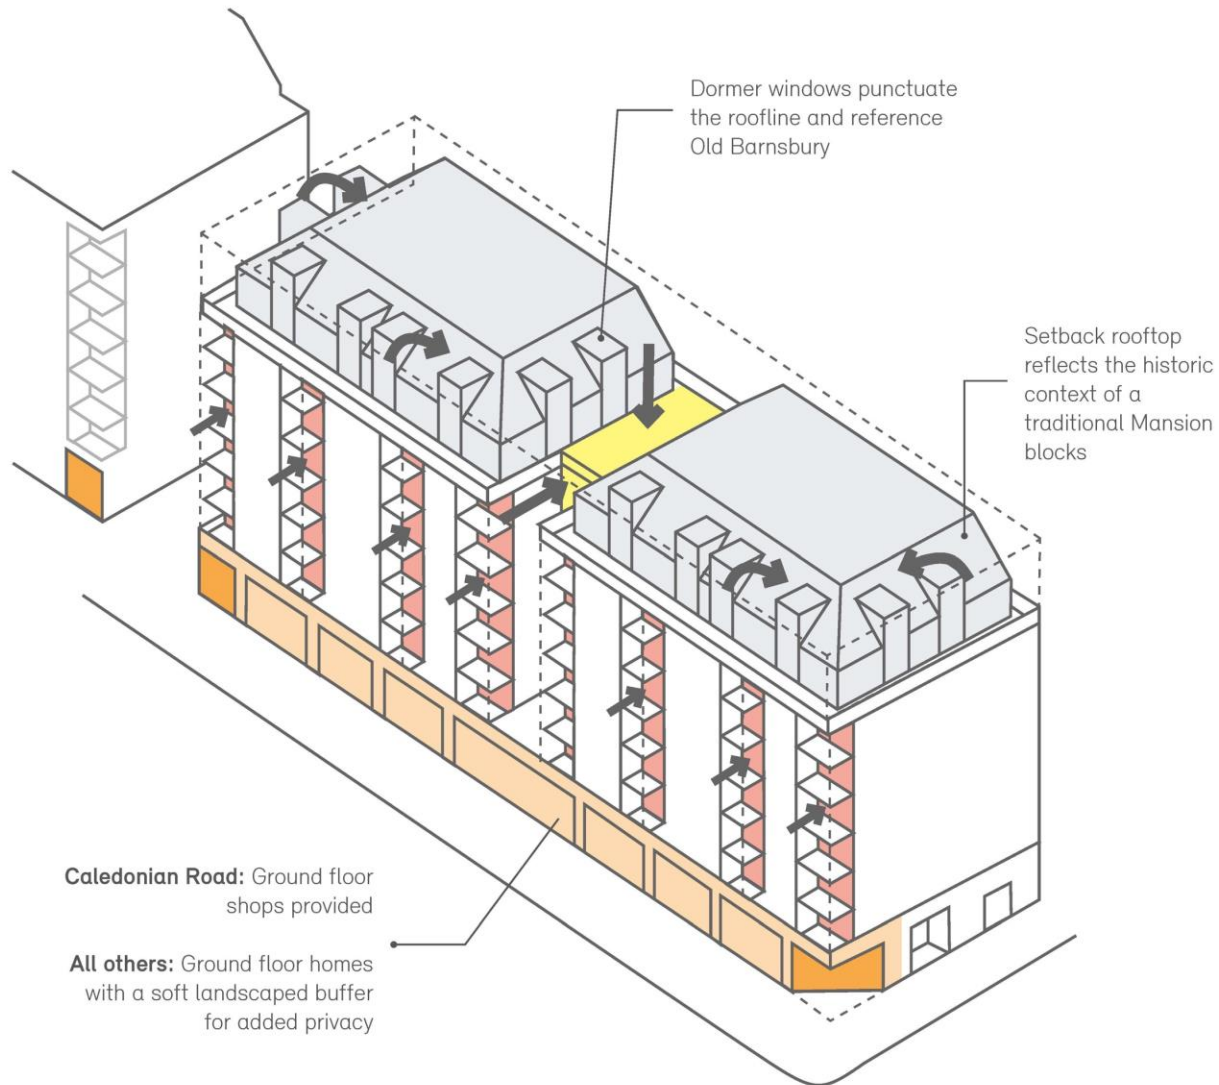 Dormer windows punctuate
the roofline and reference
Old Barnsbury
Setback rooftop
reflects the historic
context of a
traditional Mansion
blocks
Caledonian Road: Ground floor
shops provided
All others: Ground floor homes
with a soft landscaped buffer
for added privacy